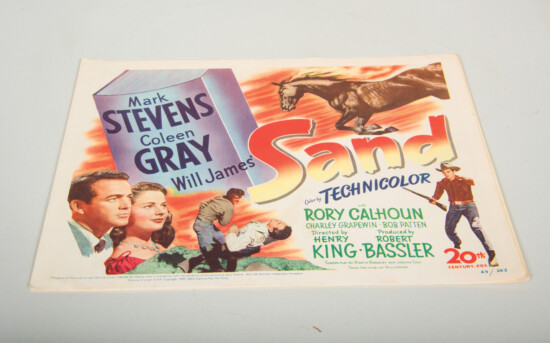 Mark
STEVENS
Coleen
GRAY
Will James'
Sand
Color by TECHNICOLOR
with
RORY CALHOUN
CHARLEY GRAPEWIN · BOB PATTEN
Directed by
HENRY
KING
Produced by
ROBERT
BASSLER
20th
CENTURY-FOX